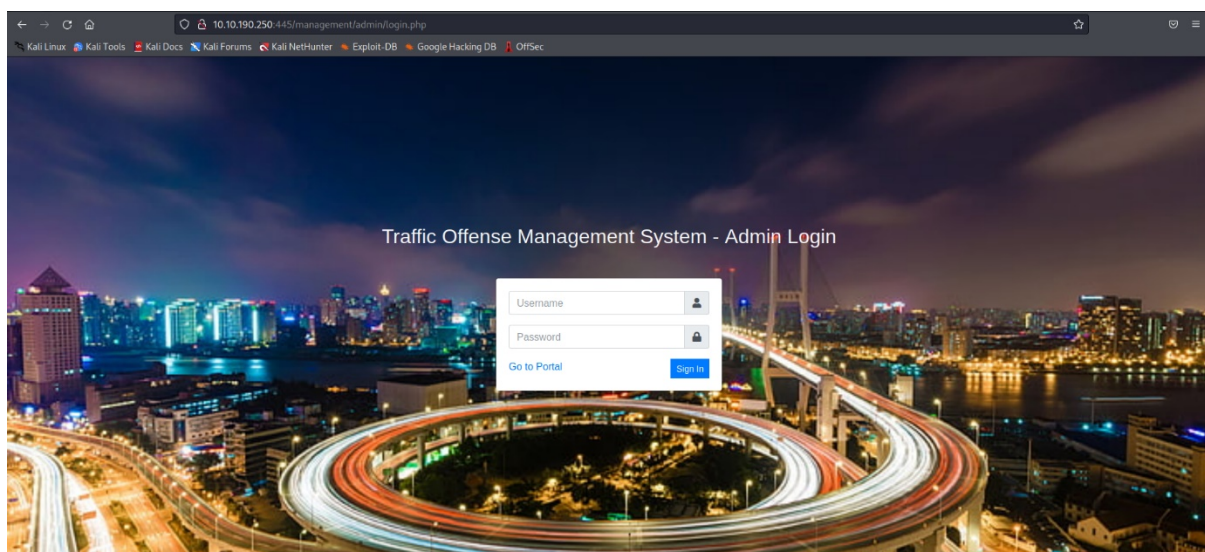 10.10.190.250:445/management/admin/login.php
Kali Linux Kali Tools Kali Docs Kali Forums Kali NetHunter Exploit-DB Google Hacking DB OffSec
Traffic Offense Management System - Admin Login
Username
Password
Go to Portal Sign In